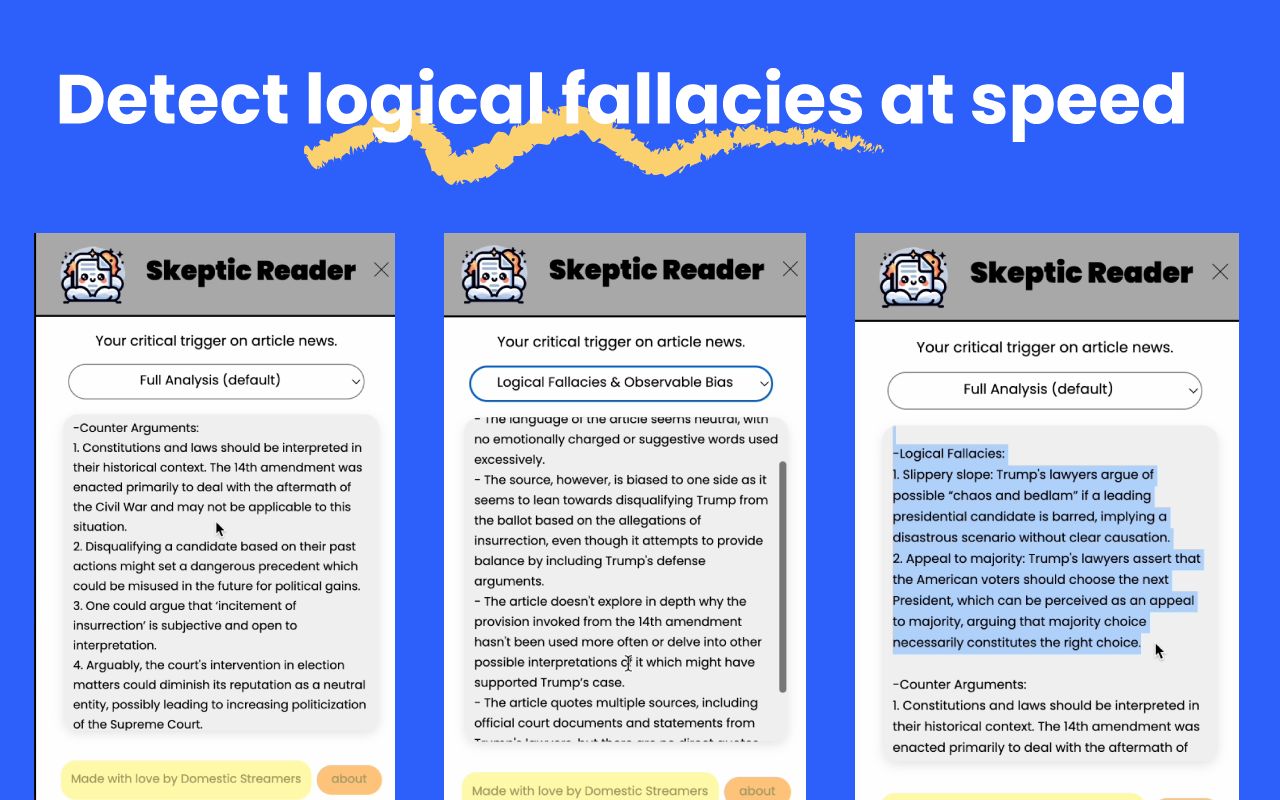 Detect logical fallacies at speed
Skeptic Reader
Your critical trigger on article news.
Full Analysis (default)
-Counter Arguments:
1. Constitutions and laws should be interpreted in
their historical context. The 14th amendment was
enacted primarily to deal with the aftermath of
the Civil War and may not be applicable to this
situation.
2. Disqualifying a candidate based on their past
actions might set a dangerous precedent which
could be misused in the future for political gains.
3. One could argue that ‘incitement of
insurrection’ is subjective and open to
interpretation.
4. Arguably, the court's intervention in election
matters could diminish its reputation as a neutral
entity, possibly leading to increasing politicization
of the Supreme Court.
Made with love by Domestic Streamers
about
Skeptic Reader
Your critical trigger on article news.
Logical Fallacies & Observable Bias
- The language of the article seems neutral, with
no emotionally charged or suggestive words used
excessively.
- The source, however, is biased to one side as it
seems to lean towards disqualifying Trump from
the ballot based on the allegations of
insurrection, even though it attempts to provide
balance by including Trump's defense
arguments.
- The article doesn't explore in depth why the
provision invoked from the 14th amendment
hasn't been used more often or delve into other
possible interpretations of it which might have
supported Trump’s case.
- The article quotes multiple sources, including
official court documents and statements from
Trump's lawyers, but there are no direct quotes
Made with love by Domestic Streamers
about
Skeptic Reader
Your critical trigger on article news.
Full Analysis (default)
-Logical Fallacies:
1. Slippery slope: Trump's lawyers argue of
possible “chaos and bedlam” if a leading
presidential candidate is barred, implying a
disastrous scenario without clear causation.
2. Appeal to majority: Trump's lawyers assert that
the American voters should choose the next
President, which can be perceived as an appeal
to majority, arguing that majority choice
necessarily constitutes the right choice.
-Counter Arguments:
1. Constitutions and laws should be interpreted in
their historical context. The 14th amendment was
enacted primarily to deal with the aftermath of